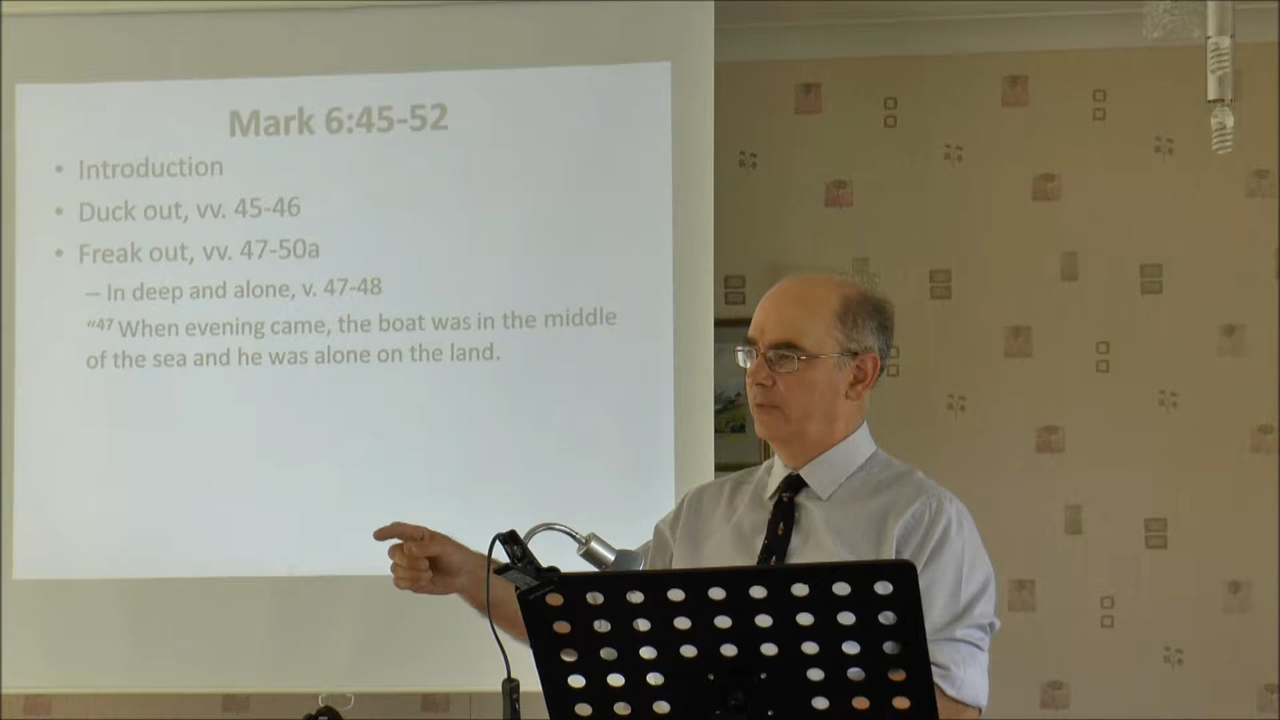 Mark 6:45-52
• Introduction
• Duck out, vv. 45-46
• Freak out, vv. 47-50a
– In deep and alone, v. 47-48
"47 When evening came, the boat was in the middle
of the sea and he was alone on the land.